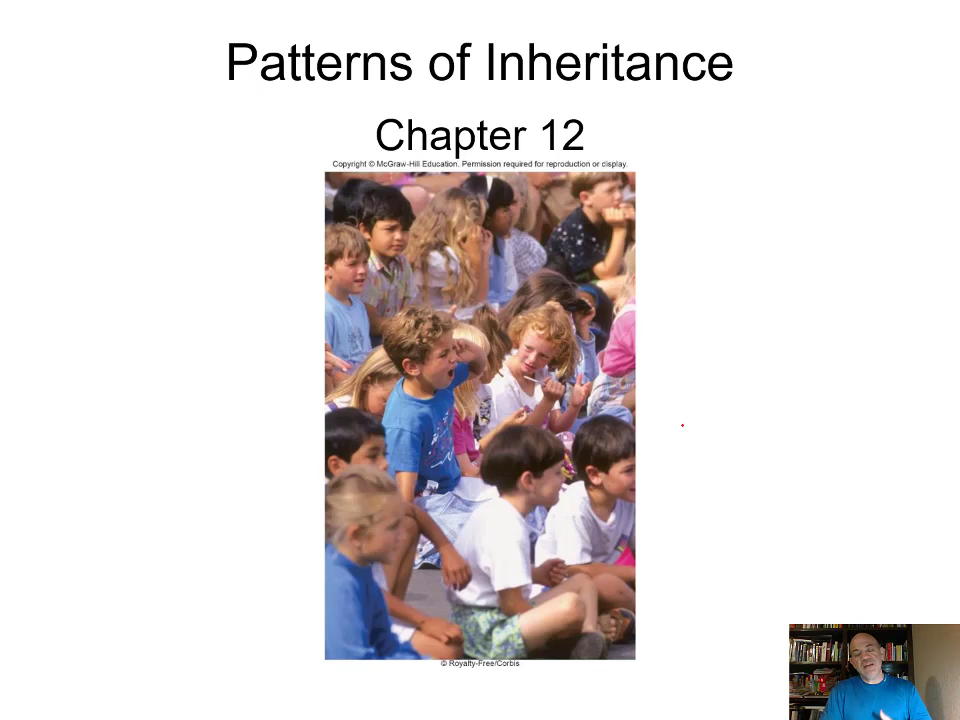 Patterns of Inheritance
Chapter 12
Copyright © McGraw-Hill Education. Permission required for reproduction or display.
© Royalty-Free/Corbis